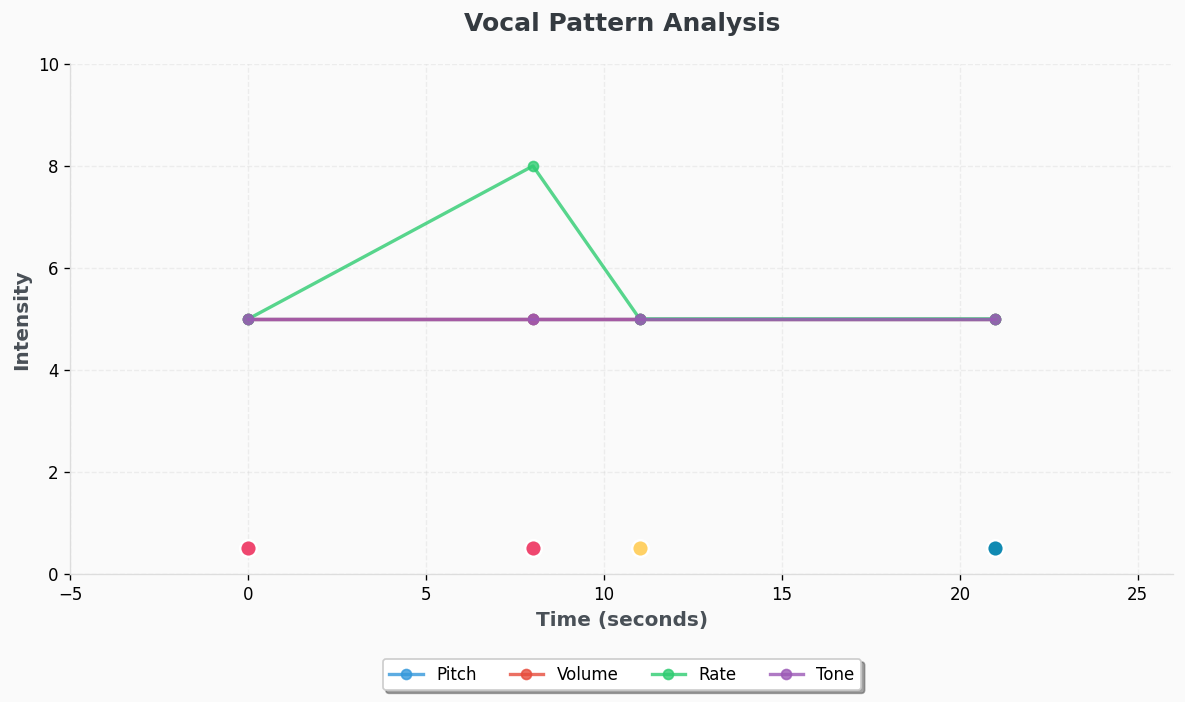 Vocal Pattern Analysis
10
8
6
4
2
0
Intensity
−5 0 5 10 15 20 25
Time (seconds)
Pitch Volume Rate Tone